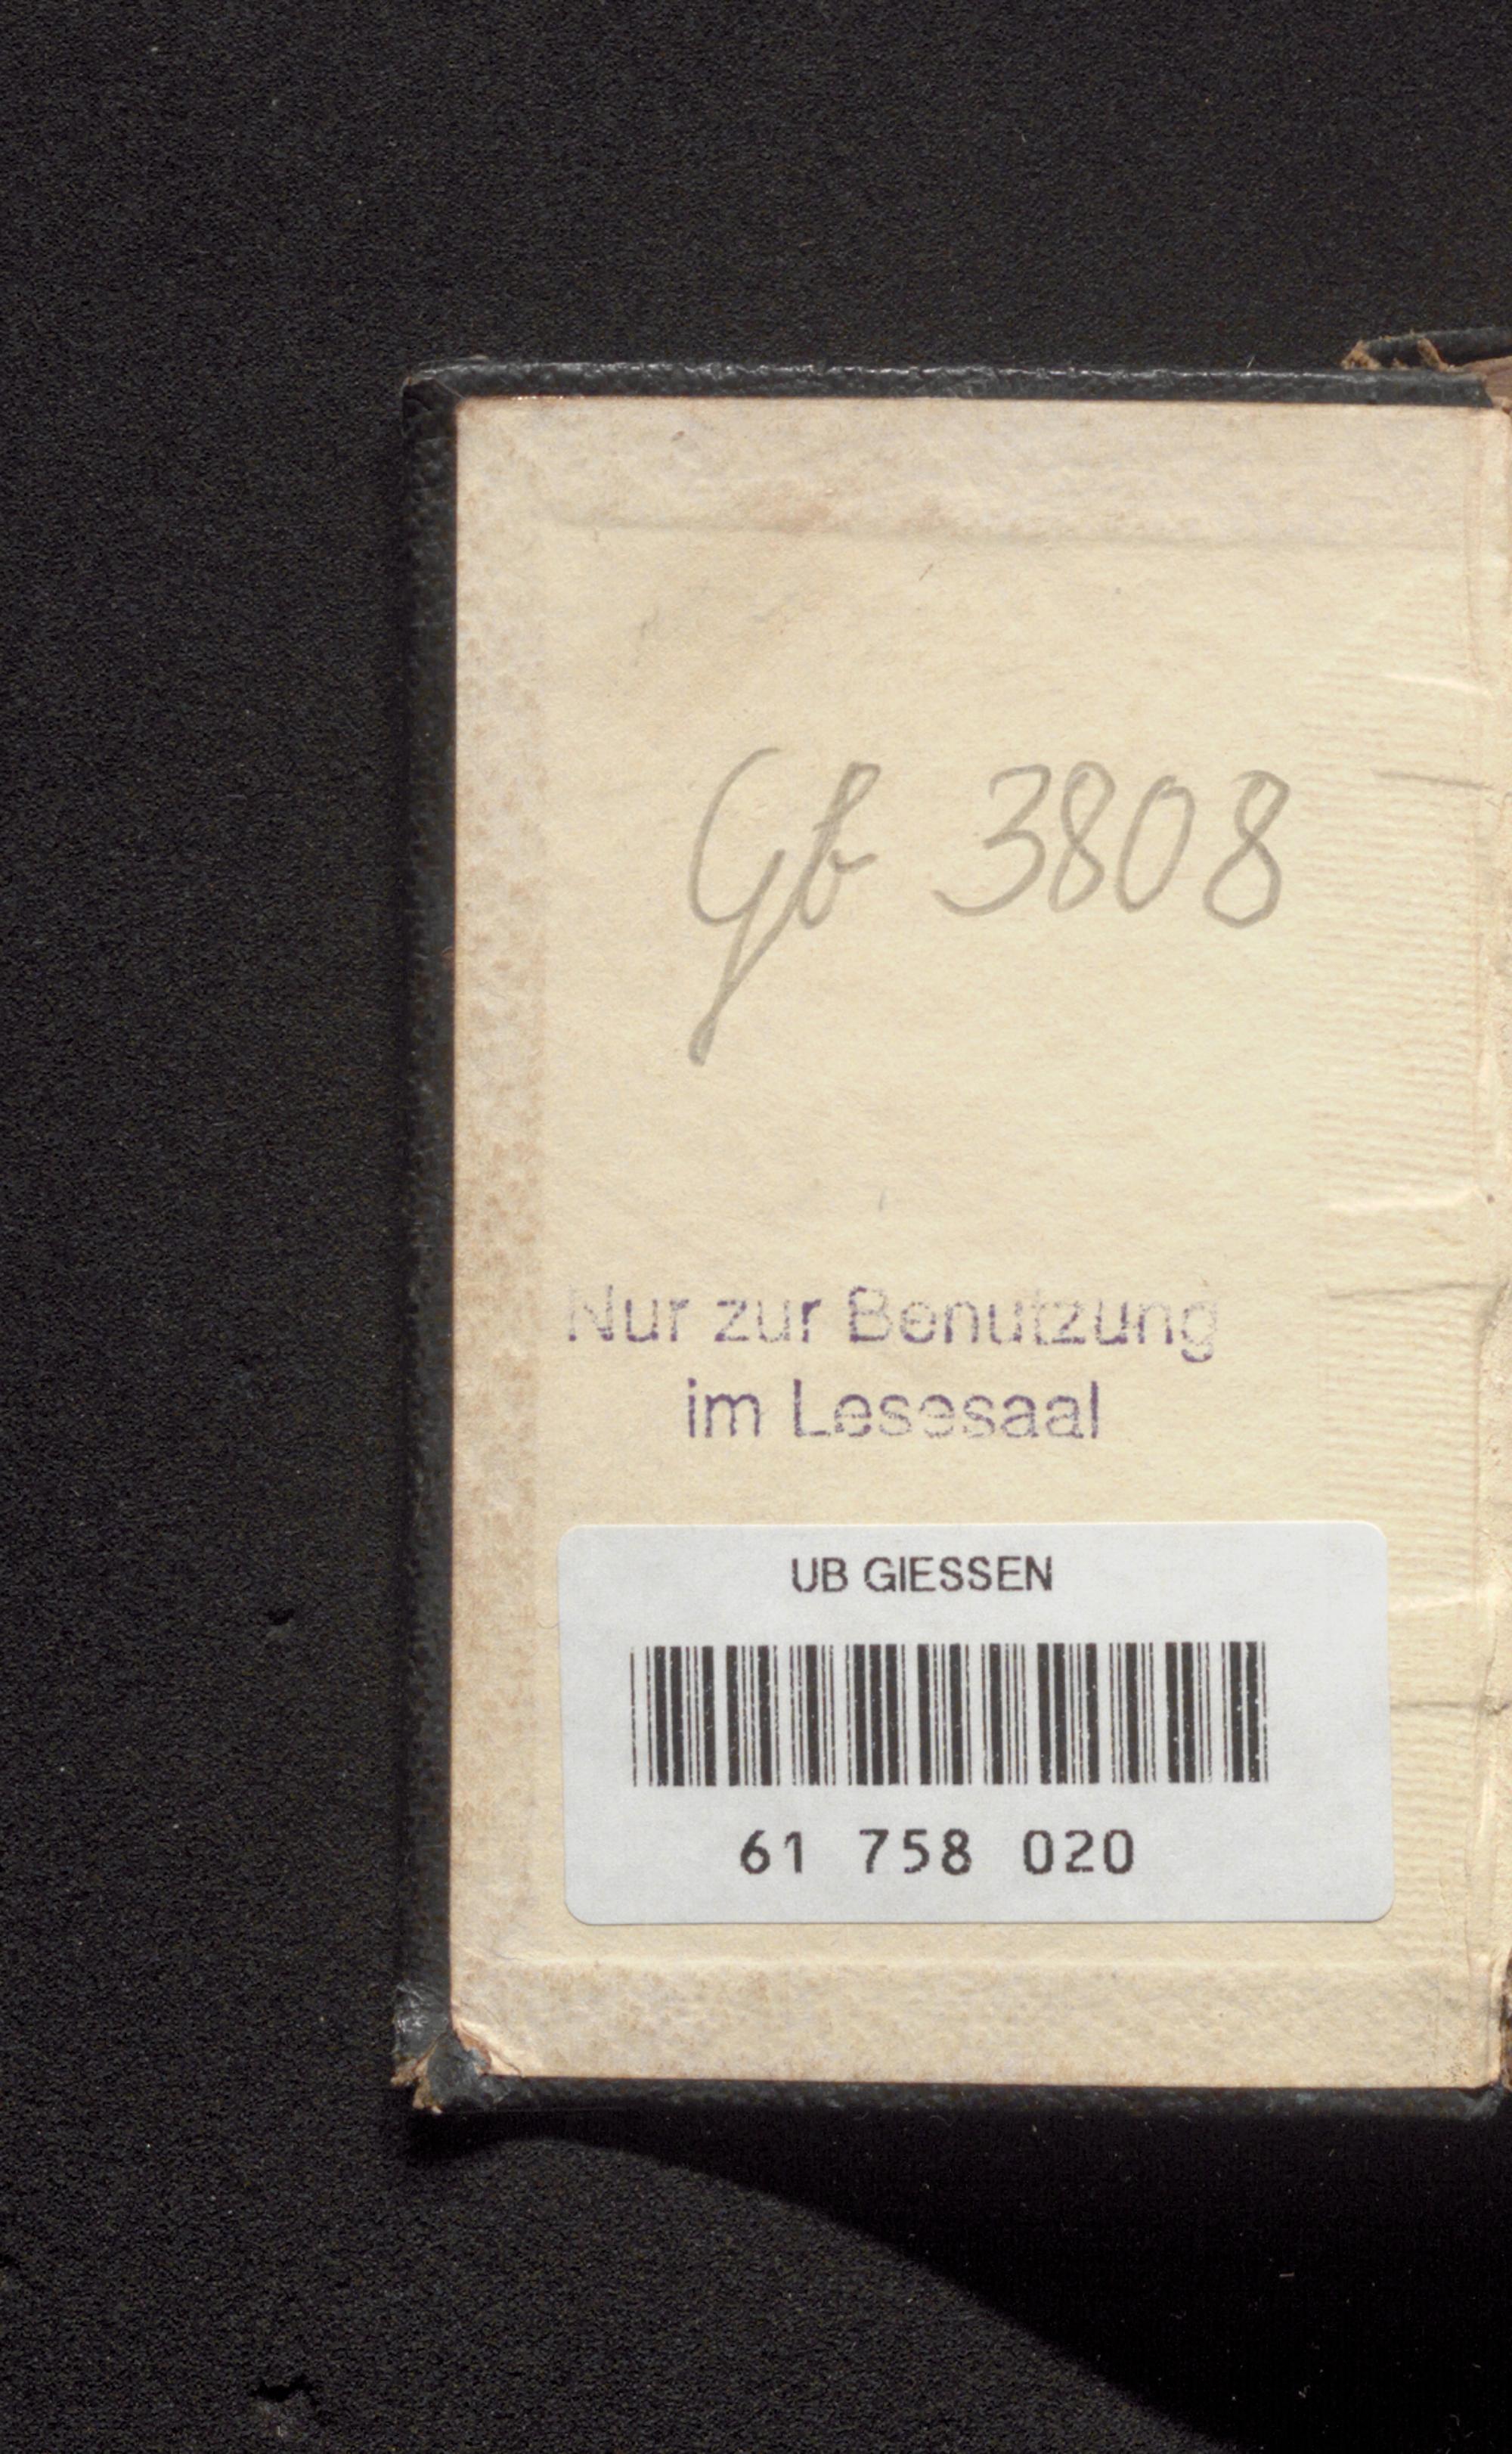 Gb 3808
Nur zur Benutzung
im Lesesaal
UB GIESSEN
61 758 020